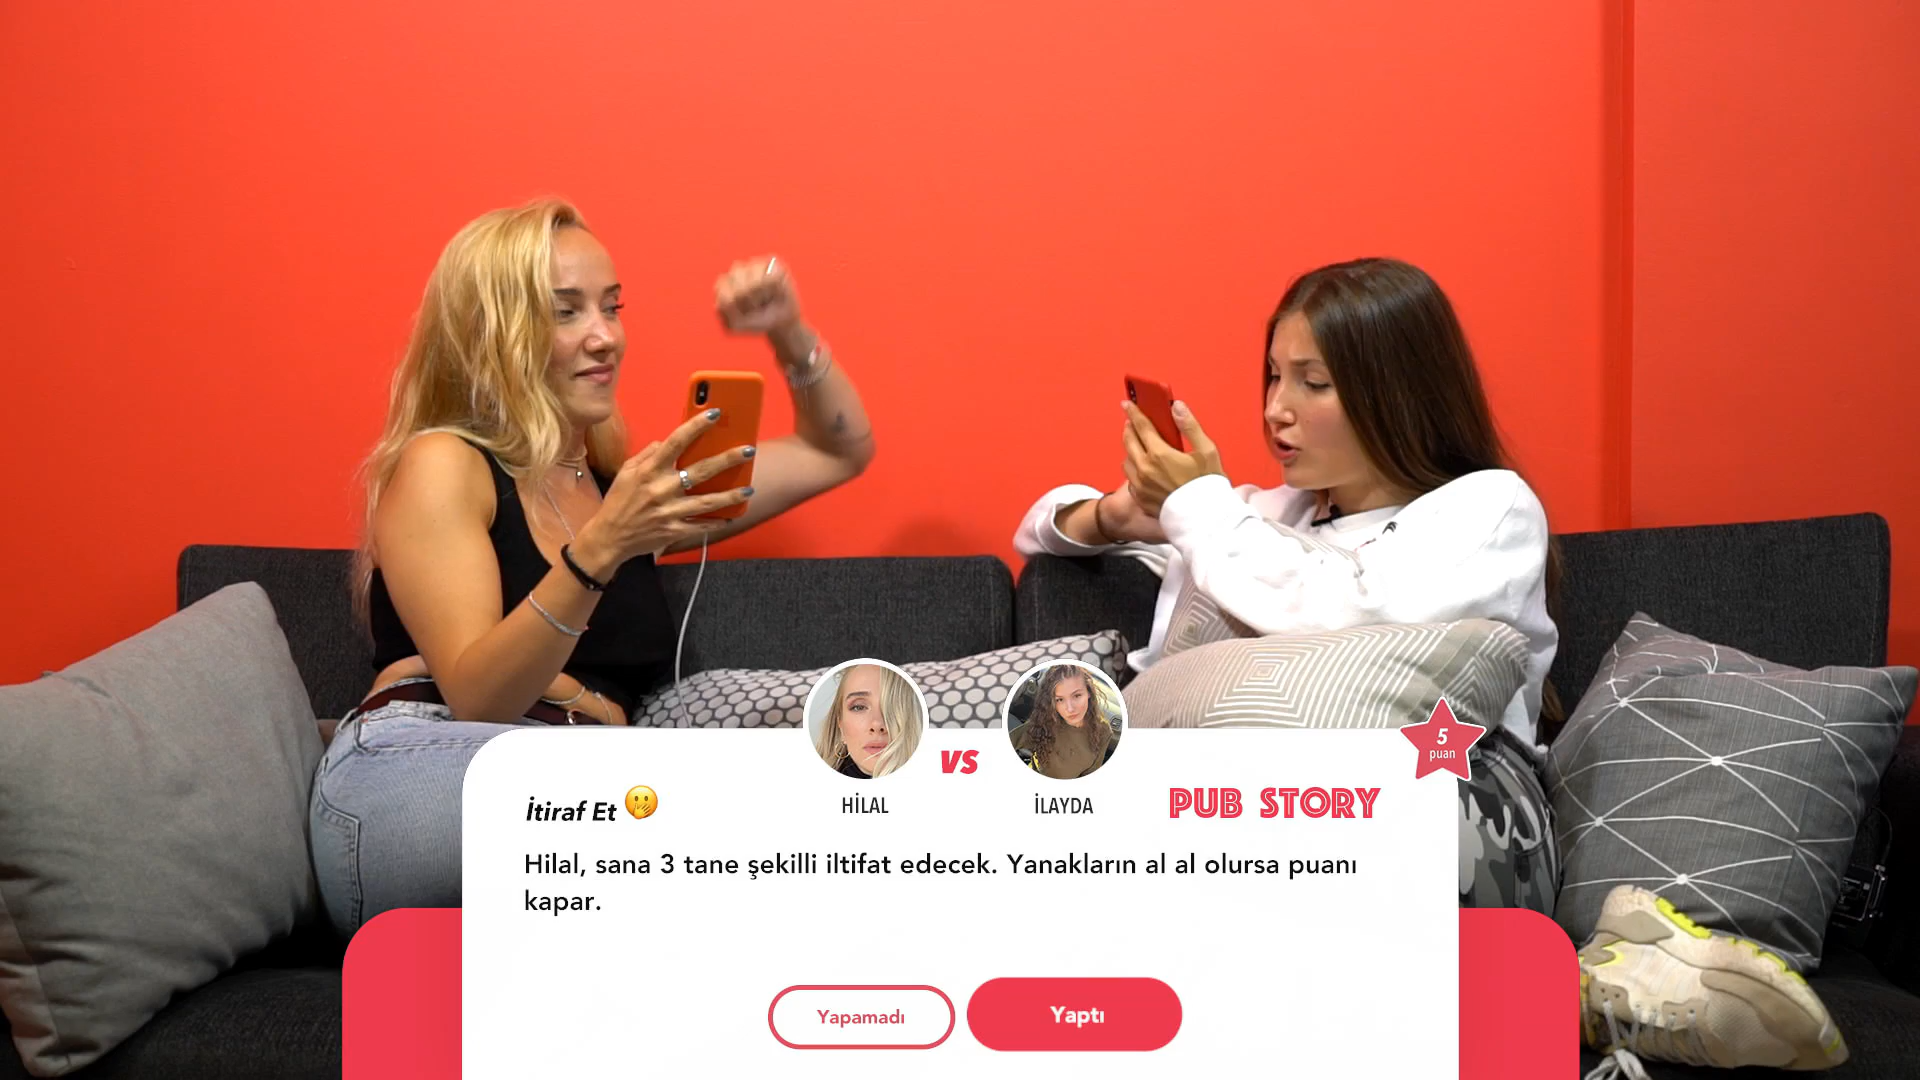 5
puan
VS
İtiraf Et
HİLAL
İLAYDA
PUB STORY
Hilal, sana 3 tane şekilli iltifat edecek. Yanakların al al olursa puanı
kapar.
Yapamadı
Yaptı